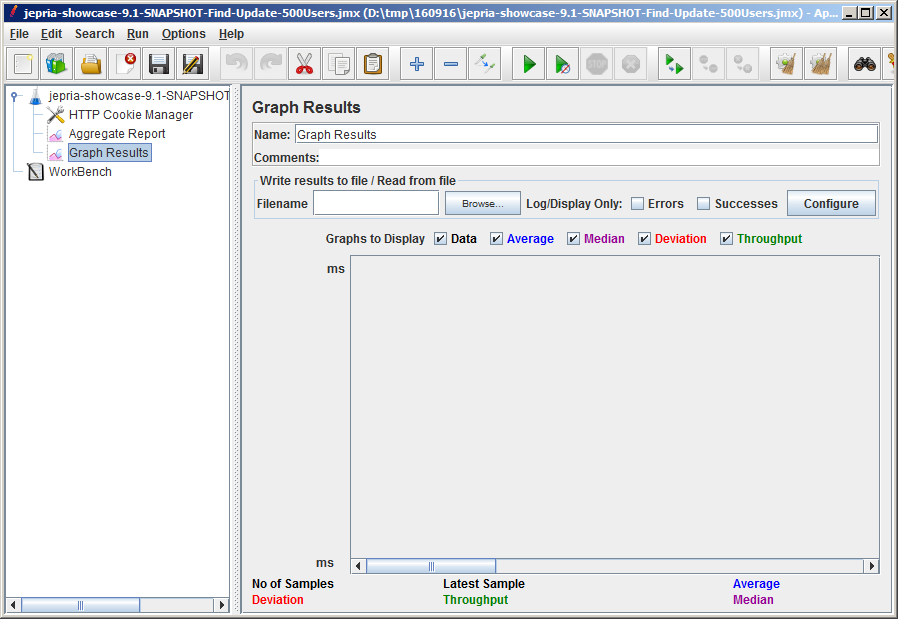 jepria-showcase-9.1-SNAPSHOT-Find-Update-500Users.jmx (D:\tmp\160916\jepria-showcase-9.1-SNAPSHOT-Find-Update-500Users.jmx) - Ap...
File Edit Search Run Options Help
STOP
jepria-showcase-9.1-SNAPSHOT
HTTP Cookie Manager
Aggregate Report
Graph Results
WorkBench
Graph Results
Name: Graph Results
Comments:
Write results to file / Read from file
Filename Browse... Log/Display Only: Errors Successes Configure
Graphs to Display Data Average Median Deviation Throughput
ms
ms
No of Samples Latest Sample Average
Deviation Throughput Median